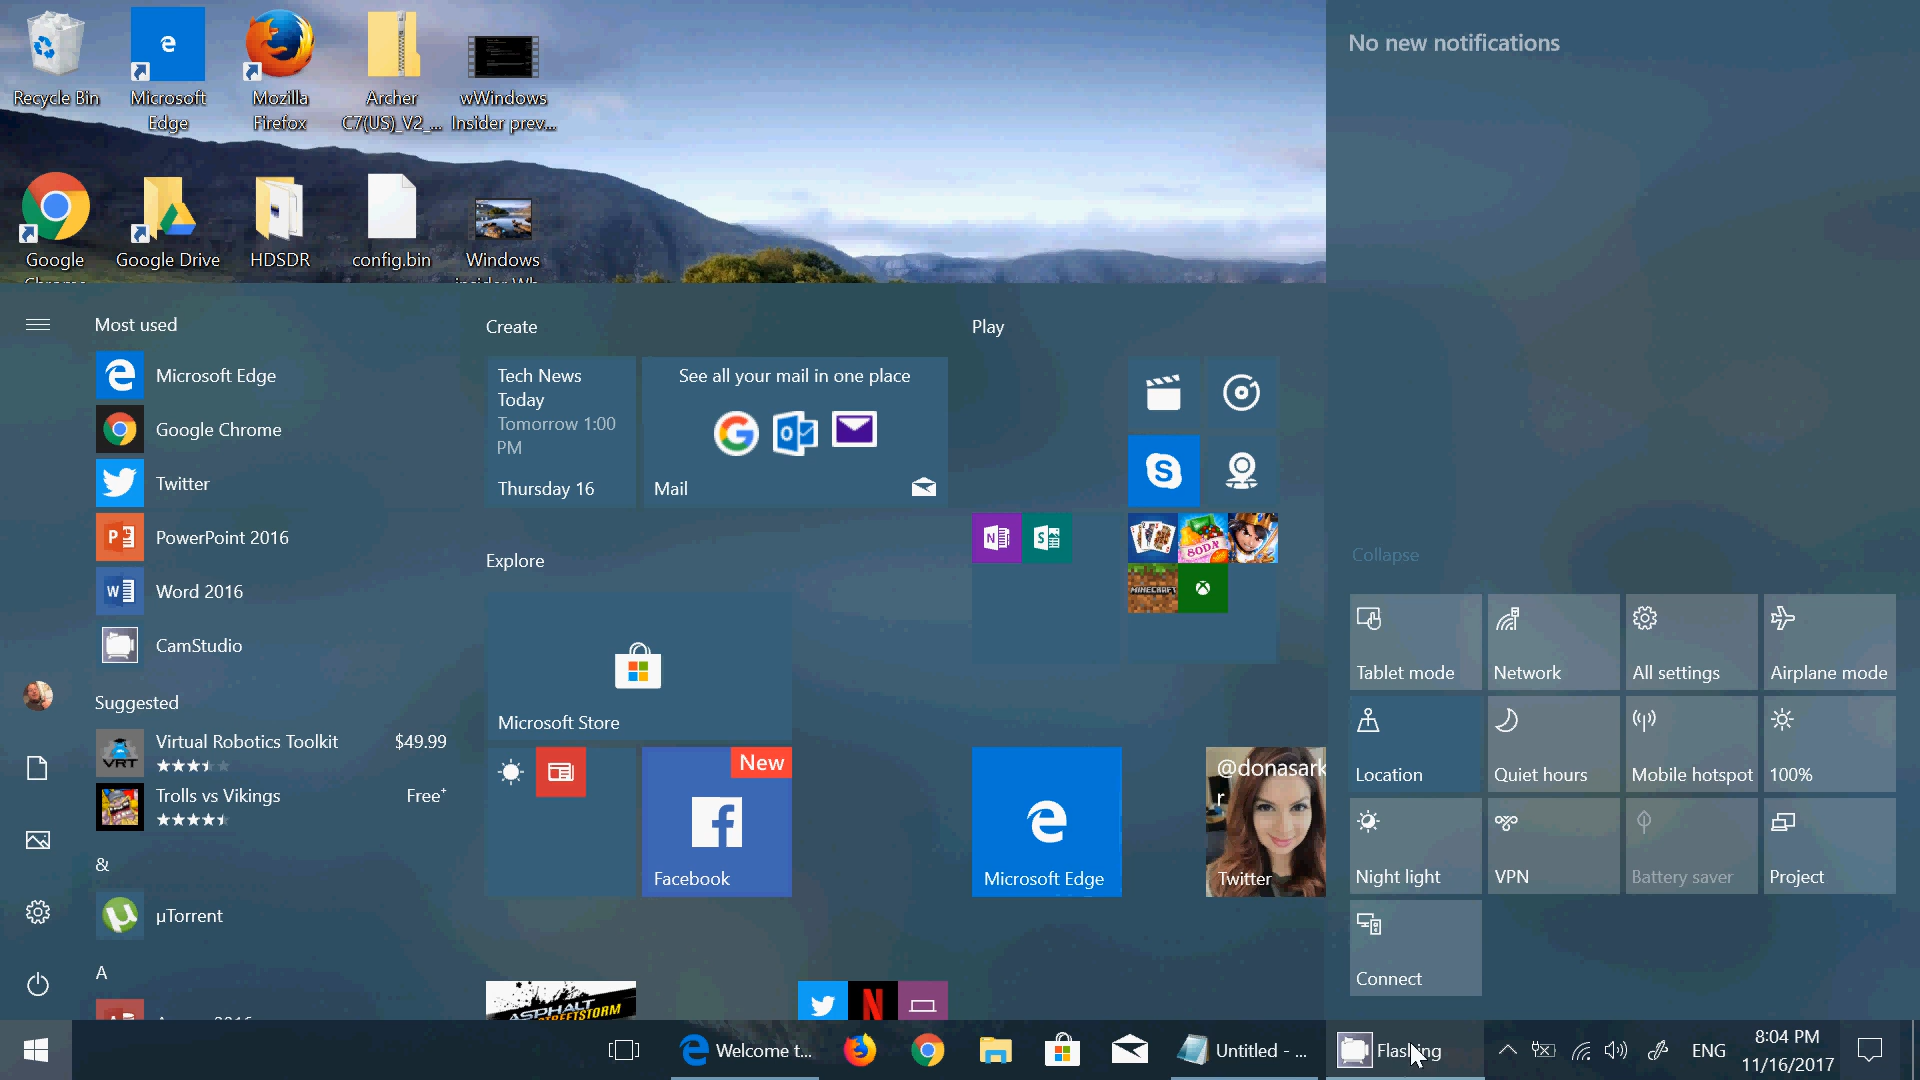 Recycle Bin
Microsoft
Edge
Mozilla
Firefox
Archer
C7(US)_V2_...
wWindows
Insider prev...
Google
Google Drive
HDSDR
config.bin
Windows
No new notifications
Most used
Microsoft Edge
Google Chrome
Twitter
PowerPoint 2016
Word 2016
CamStudio
Suggested
Virtual Robotics Toolkit
$49.99
VRT
Trolls vs Vikings
Free+
&
µTorrent
A
Create
Tech News
Today
Tomorrow 1:00
PM
Thursday 16
See all your mail in one place
Mail
Explore
Microsoft Store
New
Facebook
ASPHALT
STREETSTORM
Play
SODA
MINECRAFT
Microsoft Edge
@donasark
r
Twitter
Collapse
Tablet mode
Network
All settings
Airplane mode
Location
Quiet hours
Mobile hotspot
100%
Night light
VPN
Battery saver
Project
Connect
Welcome t...
Untitled - ...
Flashing
ENG
8:04 PM
11/16/2017